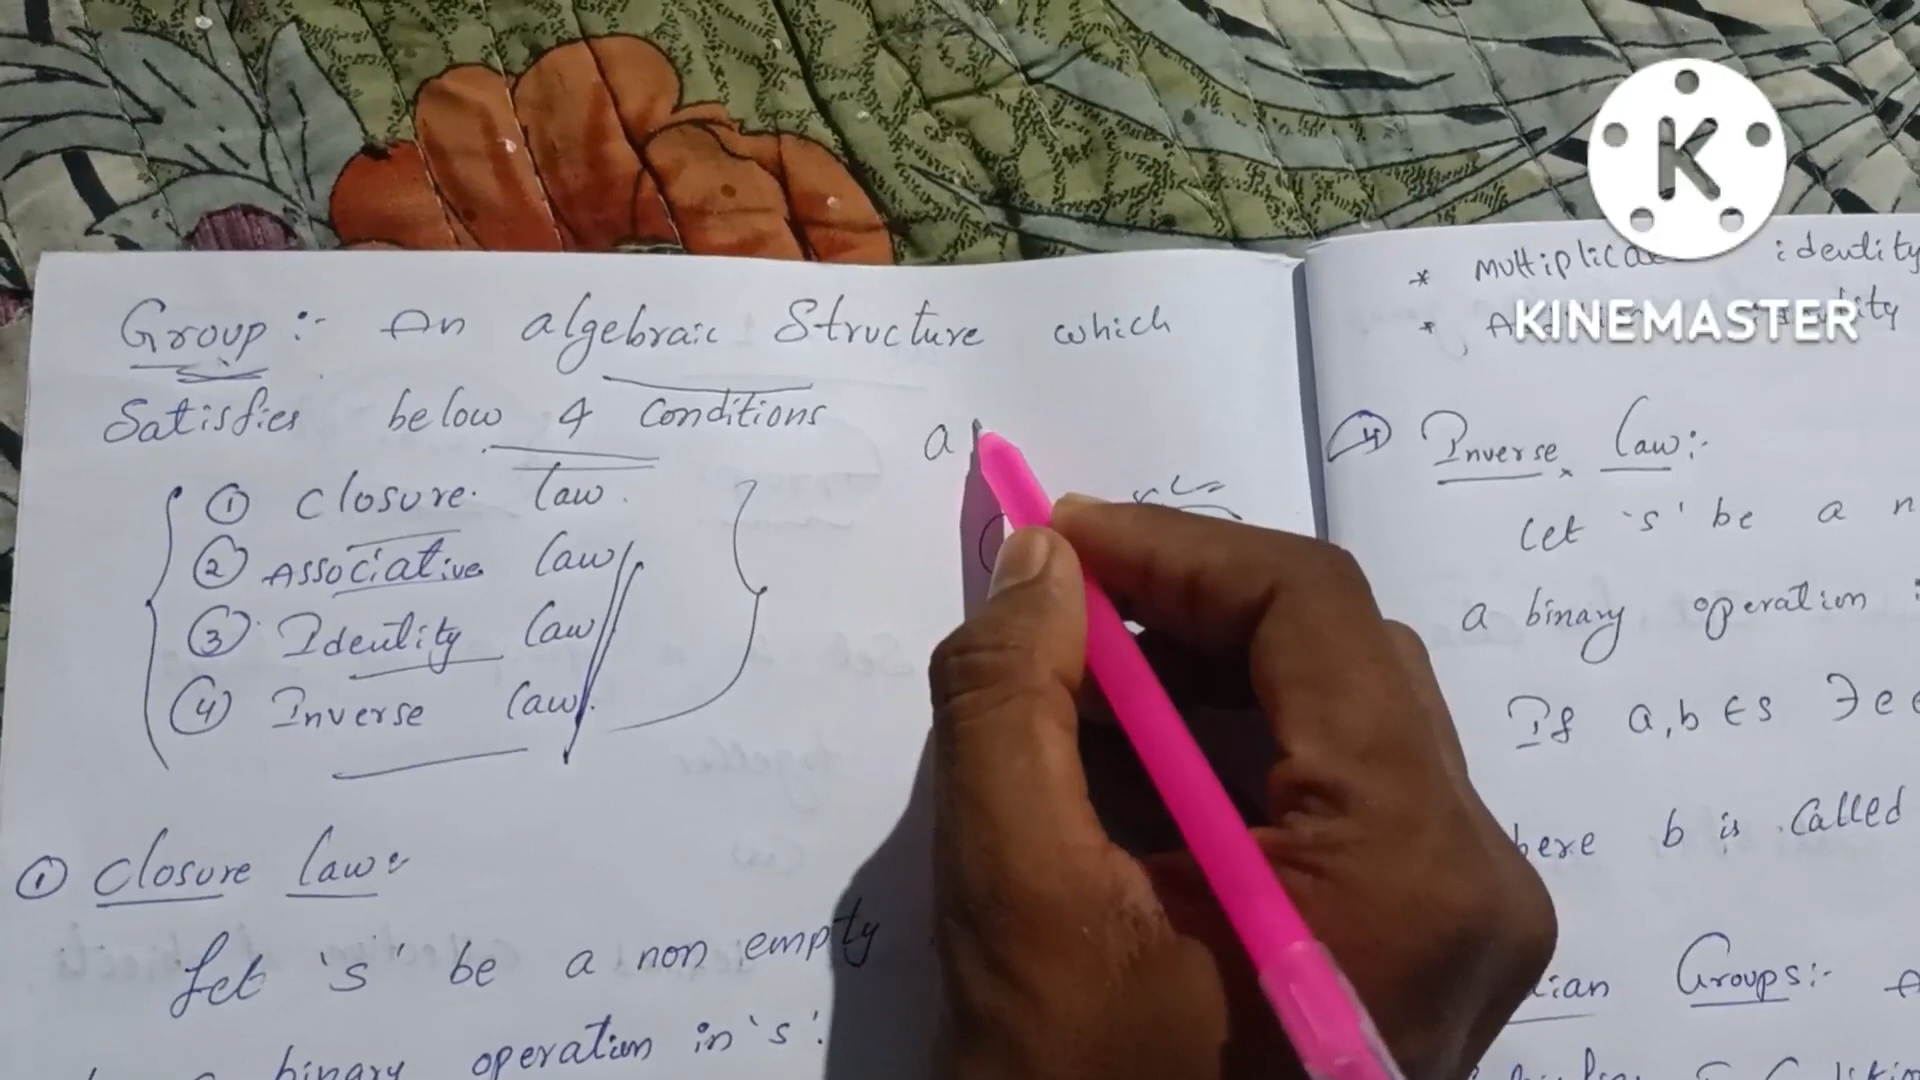 Group :- An algebraic Structure which
Satisfies below 4 Conditions
① Closure Law.
② Associative Law
③ Identity Law
④ Inverse Law.
a
① Closure Law:
Let 's' be a non empty
binary operation in 's'.
* Multiplica identity
*
KINEMASTER
④ Inverse Law:-
Let 's' be a n
a binary operation
If a,b ∈ s ∃ e ∈
here b is called
lian Groups:- A